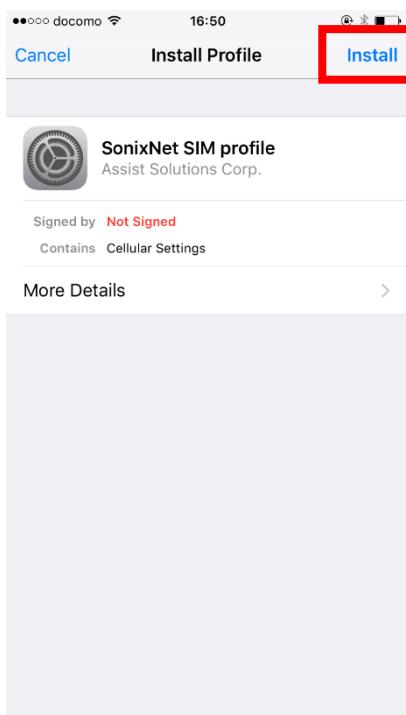 docomo 16:50
Cancel Install Profile Install
SonixNet SIM profile
Assist Solutions Corp.
Signed by Not Signed
Contains Cellular Settings
More Details